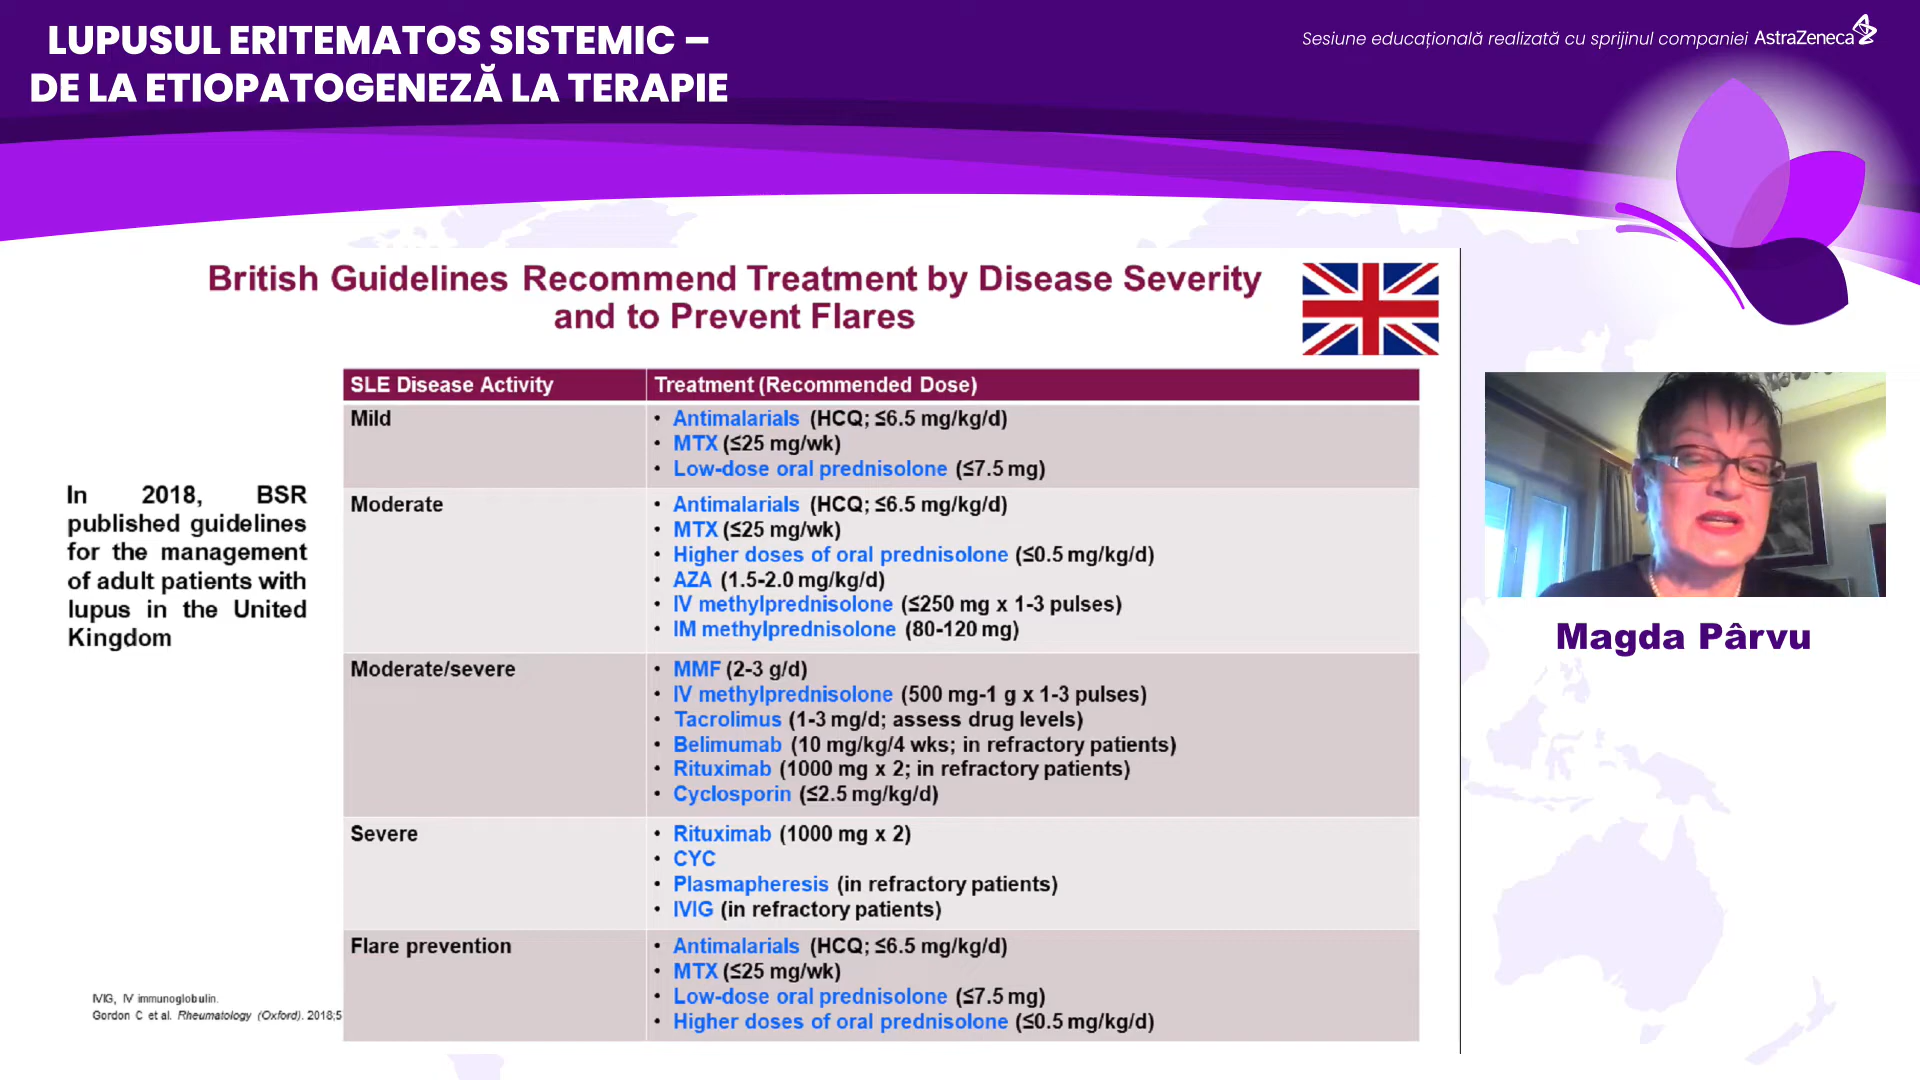 LUPUSUL ERITEMATOS SISTEMIC –
DE LA ETIOPATOGENEZĂ LA TERAPIE
Sesiune educațională realizată cu sprijinul companiei AstraZeneca
British Guidelines Recommend Treatment by Disease Severity
and to Prevent Flares
In 2018, BSR
published guidelines
for the management
of adult patients with
lupus in the United
Kingdom
SLE Disease Activity
Treatment (Recommended Dose)
Mild
• Antimalarials (HCQ; ≤6.5 mg/kg/d)
• MTX (≤25 mg/wk)
• Low-dose oral prednisolone (≤7.5 mg)
Moderate
• Antimalarials (HCQ; ≤6.5 mg/kg/d)
• MTX (≤25 mg/wk)
• Higher doses of oral prednisolone (≤0.5 mg/kg/d)
• AZA (1.5-2.0 mg/kg/d)
• IV methylprednisolone (≤250 mg x 1-3 pulses)
• IM methylprednisolone (80-120 mg)
Moderate/severe
• MMF (2-3 g/d)
• IV methylprednisolone (500 mg-1 g x 1-3 pulses)
• Tacrolimus (1-3 mg/d; assess drug levels)
• Belimumab (10 mg/kg/4 wks; in refractory patients)
• Rituximab (1000 mg x 2; in refractory patients)
• Cyclosporin (≤2.5 mg/kg/d)
Severe
• Rituximab (1000 mg x 2)
• CYC
• Plasmapheresis (in refractory patients)
• IVIG (in refractory patients)
Flare prevention
• Antimalarials (HCQ; ≤6.5 mg/kg/d)
• MTX (≤25 mg/wk)
• Low-dose oral prednisolone (≤7.5 mg)
• Higher doses of oral prednisolone (≤0.5 mg/kg/d)
IVIG, IV immunoglobulin.
Gordon C et al. Rheumatology (Oxford). 2018;5
Magda Pârvu